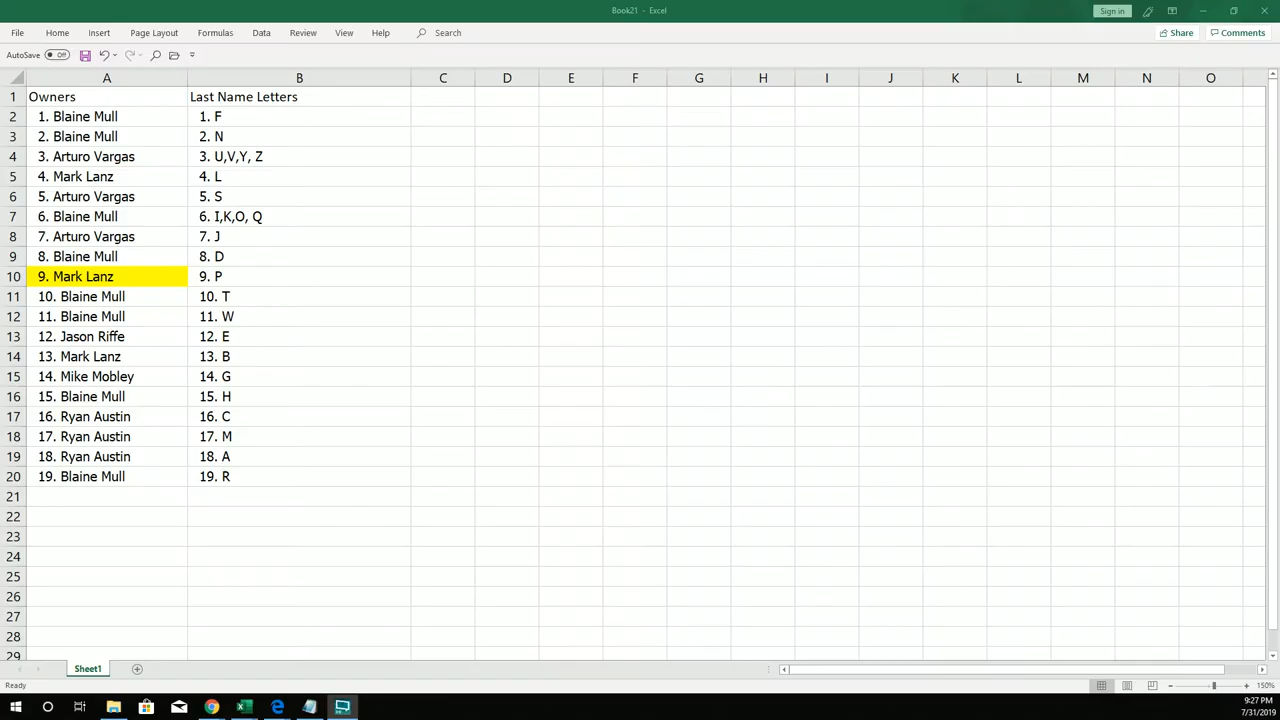 Book21 - Excel
Sign in
File Home Insert Page Layout Formulas Data Review View Help Search Share Comments
AutoSave Off
A B C D E F G H I J K L M N O
1 Owners Last Name Letters
2 1. Blaine Mull 1. F
3 2. Blaine Mull 2. N
4 3. Arturo Vargas 3. U,V,Y, Z
5 4. Mark Lanz 4. L
6 5. Arturo Vargas 5. S
7 6. Blaine Mull 6. I,K,O, Q
8 7. Arturo Vargas 7. J
9 8. Blaine Mull 8. D
10 9. Mark Lanz 9. P
11 10. Blaine Mull 10. T
12 11. Blaine Mull 11. W
13 12. Jason Riffe 12. E
14 13. Mark Lanz 13. B
15 14. Mike Mobley 14. G
16 15. Blaine Mull 15. H
17 16. Ryan Austin 16. C
18 17. Ryan Austin 17. M
19 18. Ryan Austin 18. A
20 19. Blaine Mull 19. R
21
22
23
24
25
26
27
28
29
Sheet1
Ready 150%
9:27 PM
7/31/2019